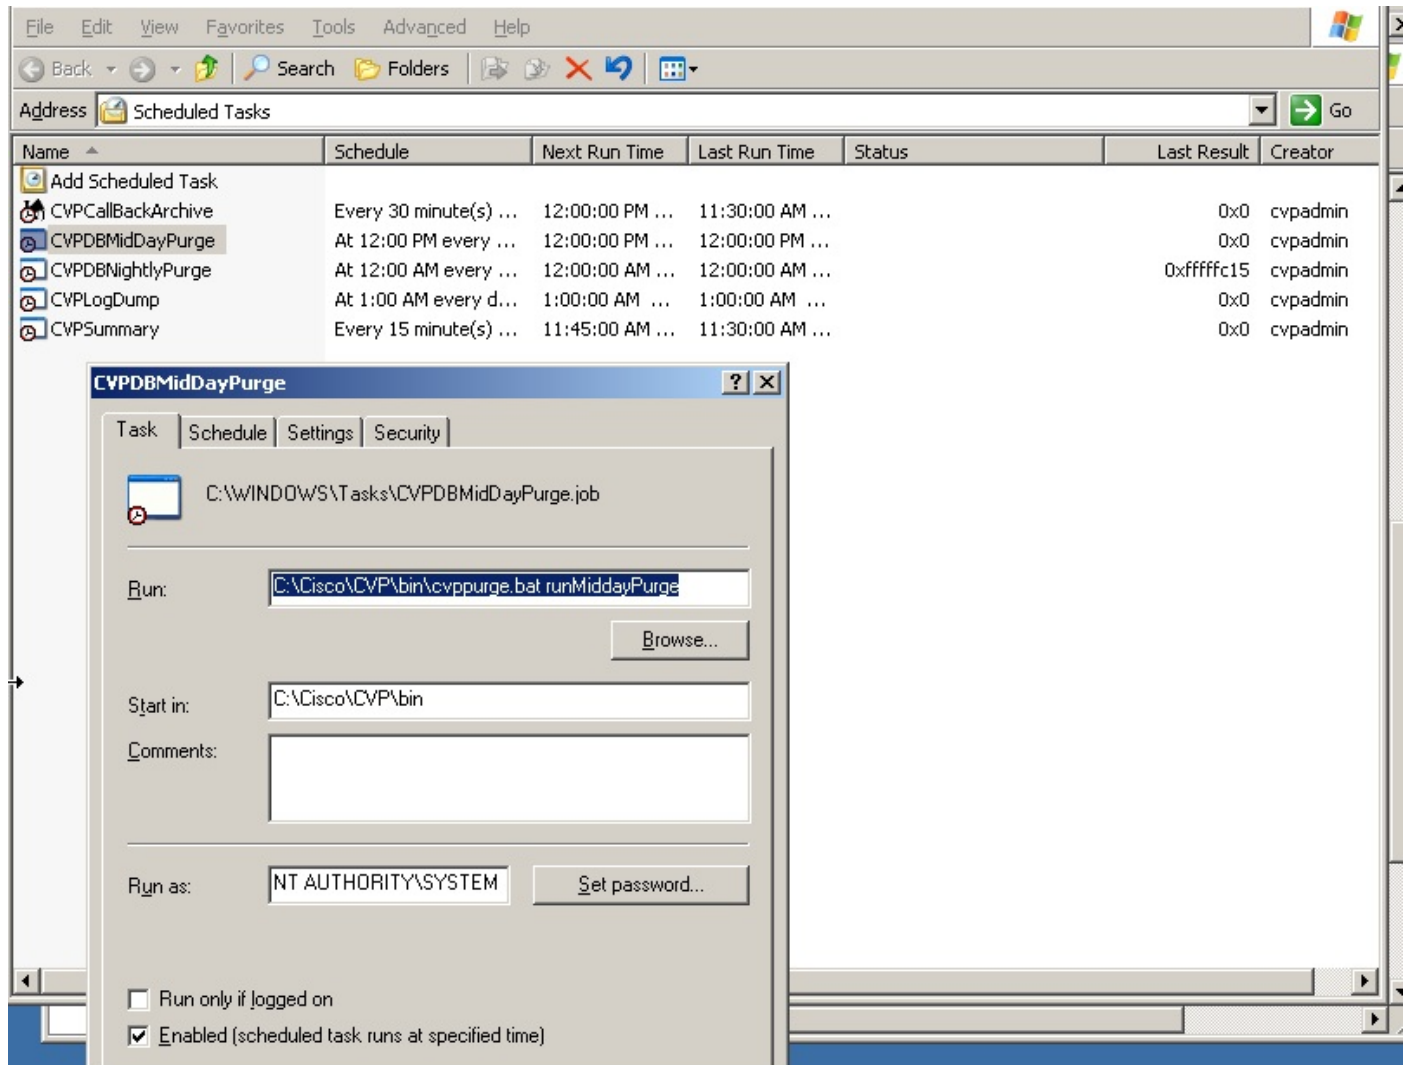 File Edit View Favorites Tools Advanced Help
Back Search Folders
Address Scheduled Tasks Go
Name Schedule Next Run Time Last Run Time Status Last Result Creator
Add Scheduled Task
CVPCallBackArchive Every 30 minute(s) ... 12:00:00 PM ... 11:30:00 AM ... 0x0 cvpadmin
CVPDBMidDayPurge At 12:00 PM every ... 12:00:00 PM ... 12:00:00 PM ... 0x0 cvpadmin
CVPDBNightlyPurge At 12:00 AM every ... 12:00:00 AM ... 12:00:00 AM ... 0xfffffc15 cvpadmin
CVPLogDump At 1:00 AM every d... 1:00:00 AM ... 1:00:00 AM ... 0x0 cvpadmin
CVPSummary Every 15 minute(s) ... 11:45:00 AM ... 11:30:00 AM ... 0x0 cvpadmin
CVPDBMidDayPurge
Task Schedule Settings Security
C:\WINDOWS\Tasks\CVPDBMidDayPurge.job
Run: C:\Cisco\CVP\bin\cvppurge.bat runMiddayPurge
Browse...
Start in: C:\Cisco\CVP\bin
Comments:
Run as: NT AUTHORITY\SYSTEM Set password...
Run only if logged on
Enabled (scheduled task runs at specified time)